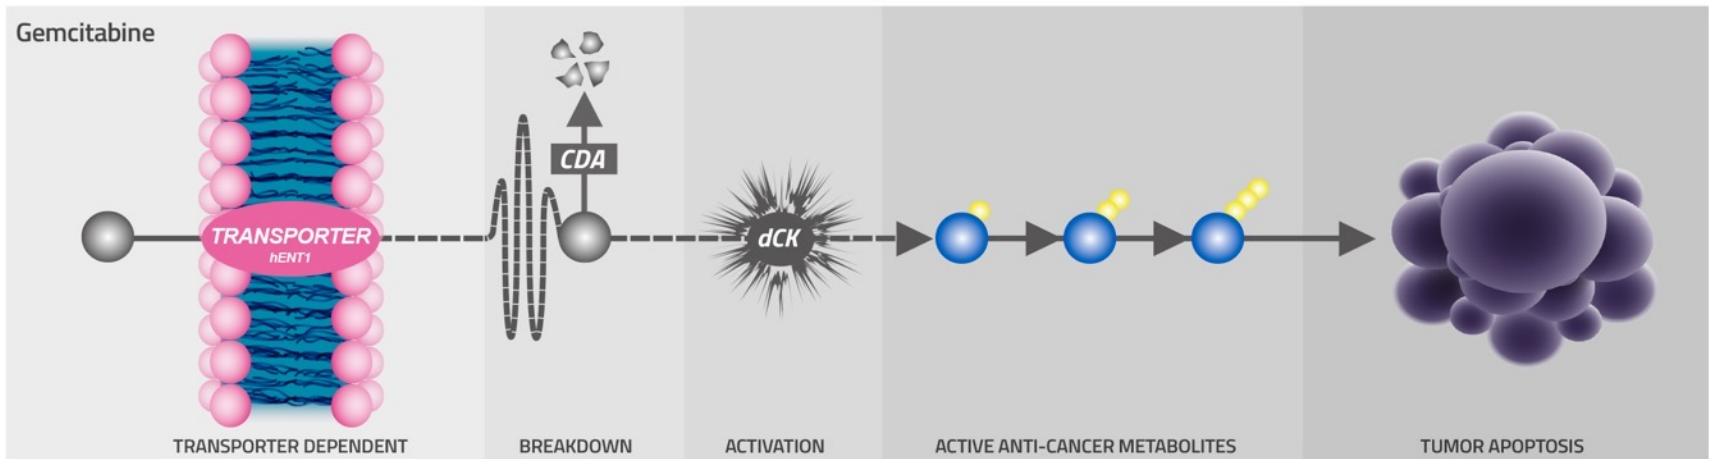 Gemcitabine
TRANSPORTER
hENT1
CDA
dCK
TRANSPORTER DEPENDENT
BREAKDOWN
ACTIVATION
ACTIVE ANTI-CANCER METABOLITES
TUMOR APOPTOSIS